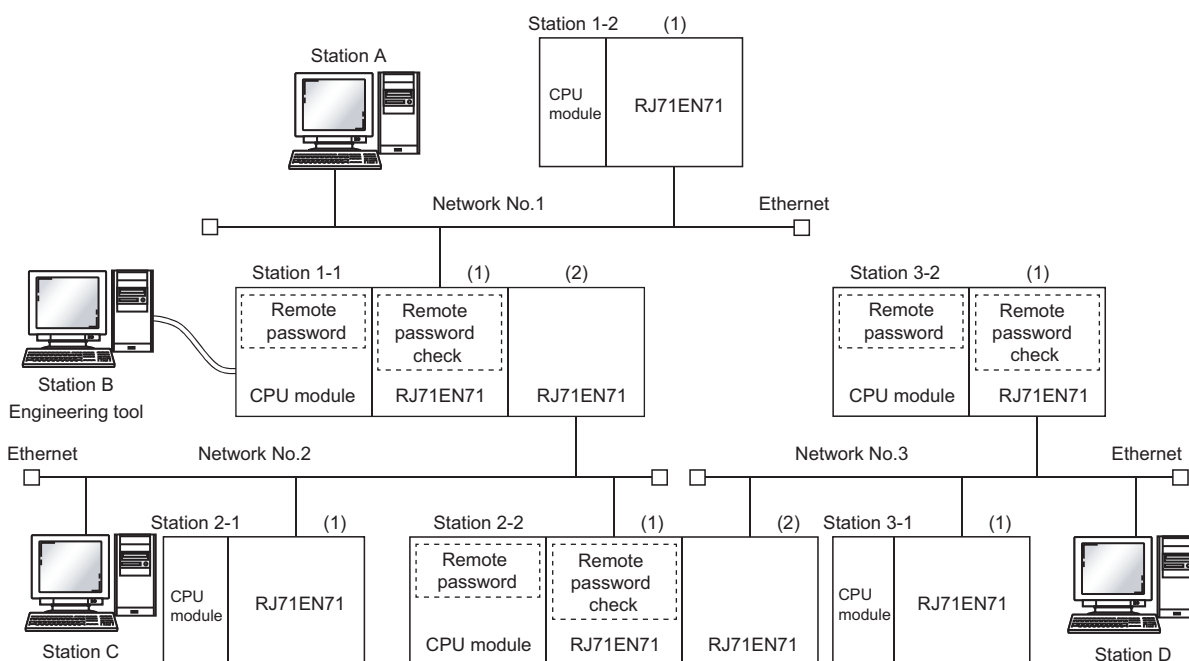 Station 1-2 (1)
Station A
CPU
module
RJ71EN71
Network No.1
Ethernet
Station 1-1 (1) (2)
Remote
password
CPU module
Remote
password
check
RJ71EN71
RJ71EN71
Station B
Engineering tool
Station 3-2 (1)
Remote
password
CPU module
Remote
password
check
RJ71EN71
Ethernet
Network No.2
Network No.3
Ethernet
Station C
Station 2-1 (1)
CPU
module
RJ71EN71
Station 2-2 (1) (2)
Remote
password
CPU module
Remote
password
check
RJ71EN71
RJ71EN71
Station 3-1 (1)
CPU
module
RJ71EN71
Station D